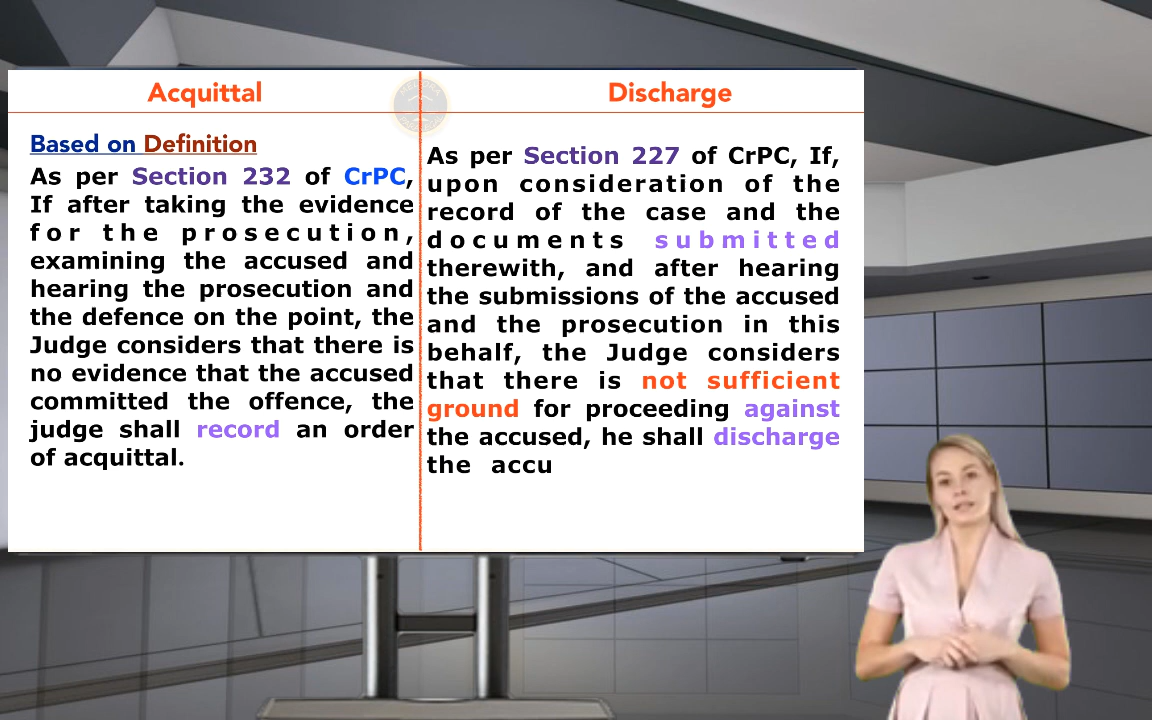 Acquittal
Discharge
Based on Definition
As per Section 232 of CrPC,
If after taking the evidence
for the prosecution,
examining the accused and
hearing the prosecution and
the defence on the point, the
Judge considers that there is
no evidence that the accused
committed the offence, the
judge shall record an order
of acquittal.
As per Section 227 of CrPC, If,
upon consideration of the
record of the case and the
documents submitted
therewith, and after hearing
the submissions of the accused
and the prosecution in this
behalf, the Judge considers
that there is not sufficient
ground for proceeding against
the accused, he shall discharge
the accu